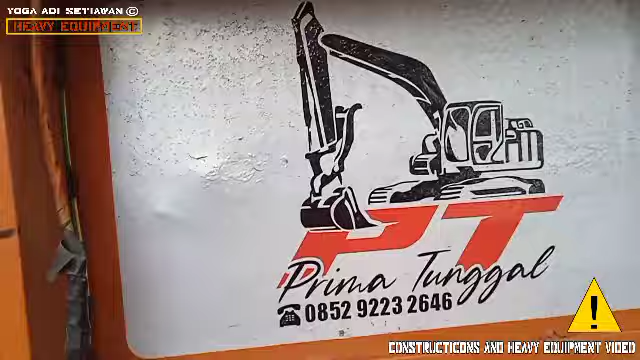 YOGA ADI SETIAWAN ©
HEAVY EQUIPMENT
PT
Prima Tunggal
0852 9223 2646
!
CONSTRUCTICONS AND HEAVY EQUIPMENT VIDEO